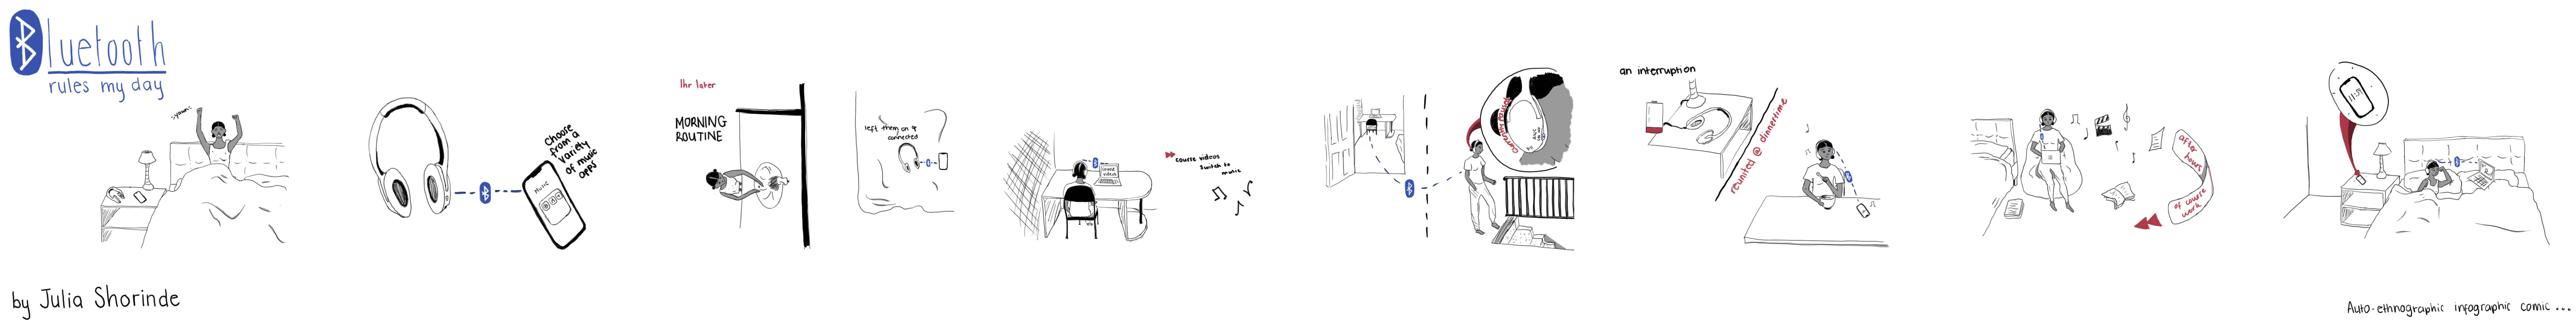 Bluetooth
rules my day
~yawn~
choose
from a
variety
of music
apps
MUSIC
1hr later
MORNING
ROUTINE
left them on &
connected
course
videos
course videos
switch to
music
currently paused
an interruption
reunited @ dinnertime
after
hours
of course
work
11:59
by Julia Shorinde
Auto-ethnographic infographic comic...